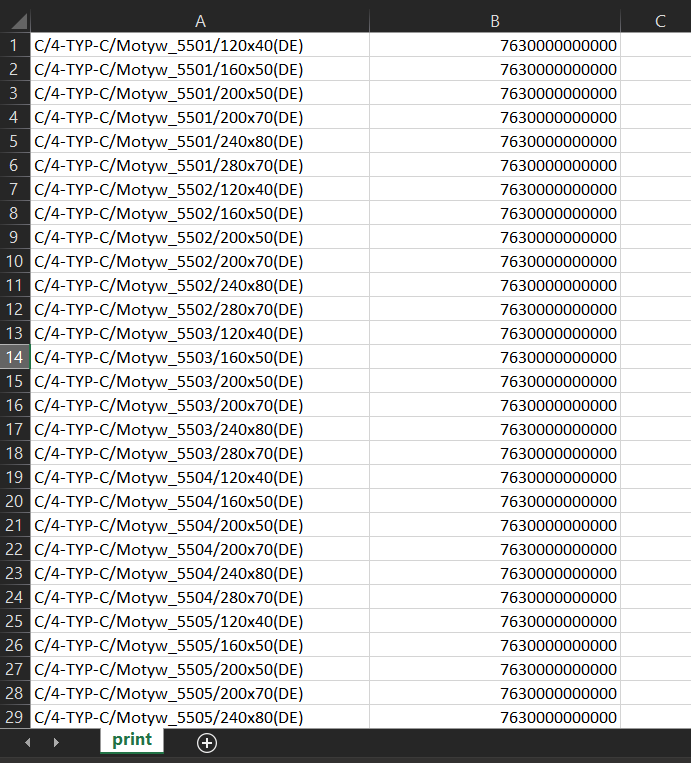 A B C
1 C/4-TYP-C/Motyw_5501/120x40(DE) 7630000000000
2 C/4-TYP-C/Motyw_5501/160x50(DE) 7630000000000
3 C/4-TYP-C/Motyw_5501/200x50(DE) 7630000000000
4 C/4-TYP-C/Motyw_5501/200x70(DE) 7630000000000
5 C/4-TYP-C/Motyw_5501/240x80(DE) 7630000000000
6 C/4-TYP-C/Motyw_5501/280x70(DE) 7630000000000
7 C/4-TYP-C/Motyw_5502/120x40(DE) 7630000000000
8 C/4-TYP-C/Motyw_5502/160x50(DE) 7630000000000
9 C/4-TYP-C/Motyw_5502/200x50(DE) 7630000000000
10 C/4-TYP-C/Motyw_5502/200x70(DE) 7630000000000
11 C/4-TYP-C/Motyw_5502/240x80(DE) 7630000000000
12 C/4-TYP-C/Motyw_5502/280x70(DE) 7630000000000
13 C/4-TYP-C/Motyw_5503/120x40(DE) 7630000000000
14 C/4-TYP-C/Motyw_5503/160x50(DE) 7630000000000
15 C/4-TYP-C/Motyw_5503/200x50(DE) 7630000000000
16 C/4-TYP-C/Motyw_5503/200x70(DE) 7630000000000
17 C/4-TYP-C/Motyw_5503/240x80(DE) 7630000000000
18 C/4-TYP-C/Motyw_5503/280x70(DE) 7630000000000
19 C/4-TYP-C/Motyw_5504/120x40(DE) 7630000000000
20 C/4-TYP-C/Motyw_5504/160x50(DE) 7630000000000
21 C/4-TYP-C/Motyw_5504/200x50(DE) 7630000000000
22 C/4-TYP-C/Motyw_5504/200x70(DE) 7630000000000
23 C/4-TYP-C/Motyw_5504/240x80(DE) 7630000000000
24 C/4-TYP-C/Motyw_5504/280x70(DE) 7630000000000
25 C/4-TYP-C/Motyw_5505/120x40(DE) 7630000000000
26 C/4-TYP-C/Motyw_5505/160x50(DE) 7630000000000
27 C/4-TYP-C/Motyw_5505/200x50(DE) 7630000000000
28 C/4-TYP-C/Motyw_5505/200x70(DE) 7630000000000
29 C/4-TYP-C/Motyw_5505/240x80(DE) 7630000000000
print